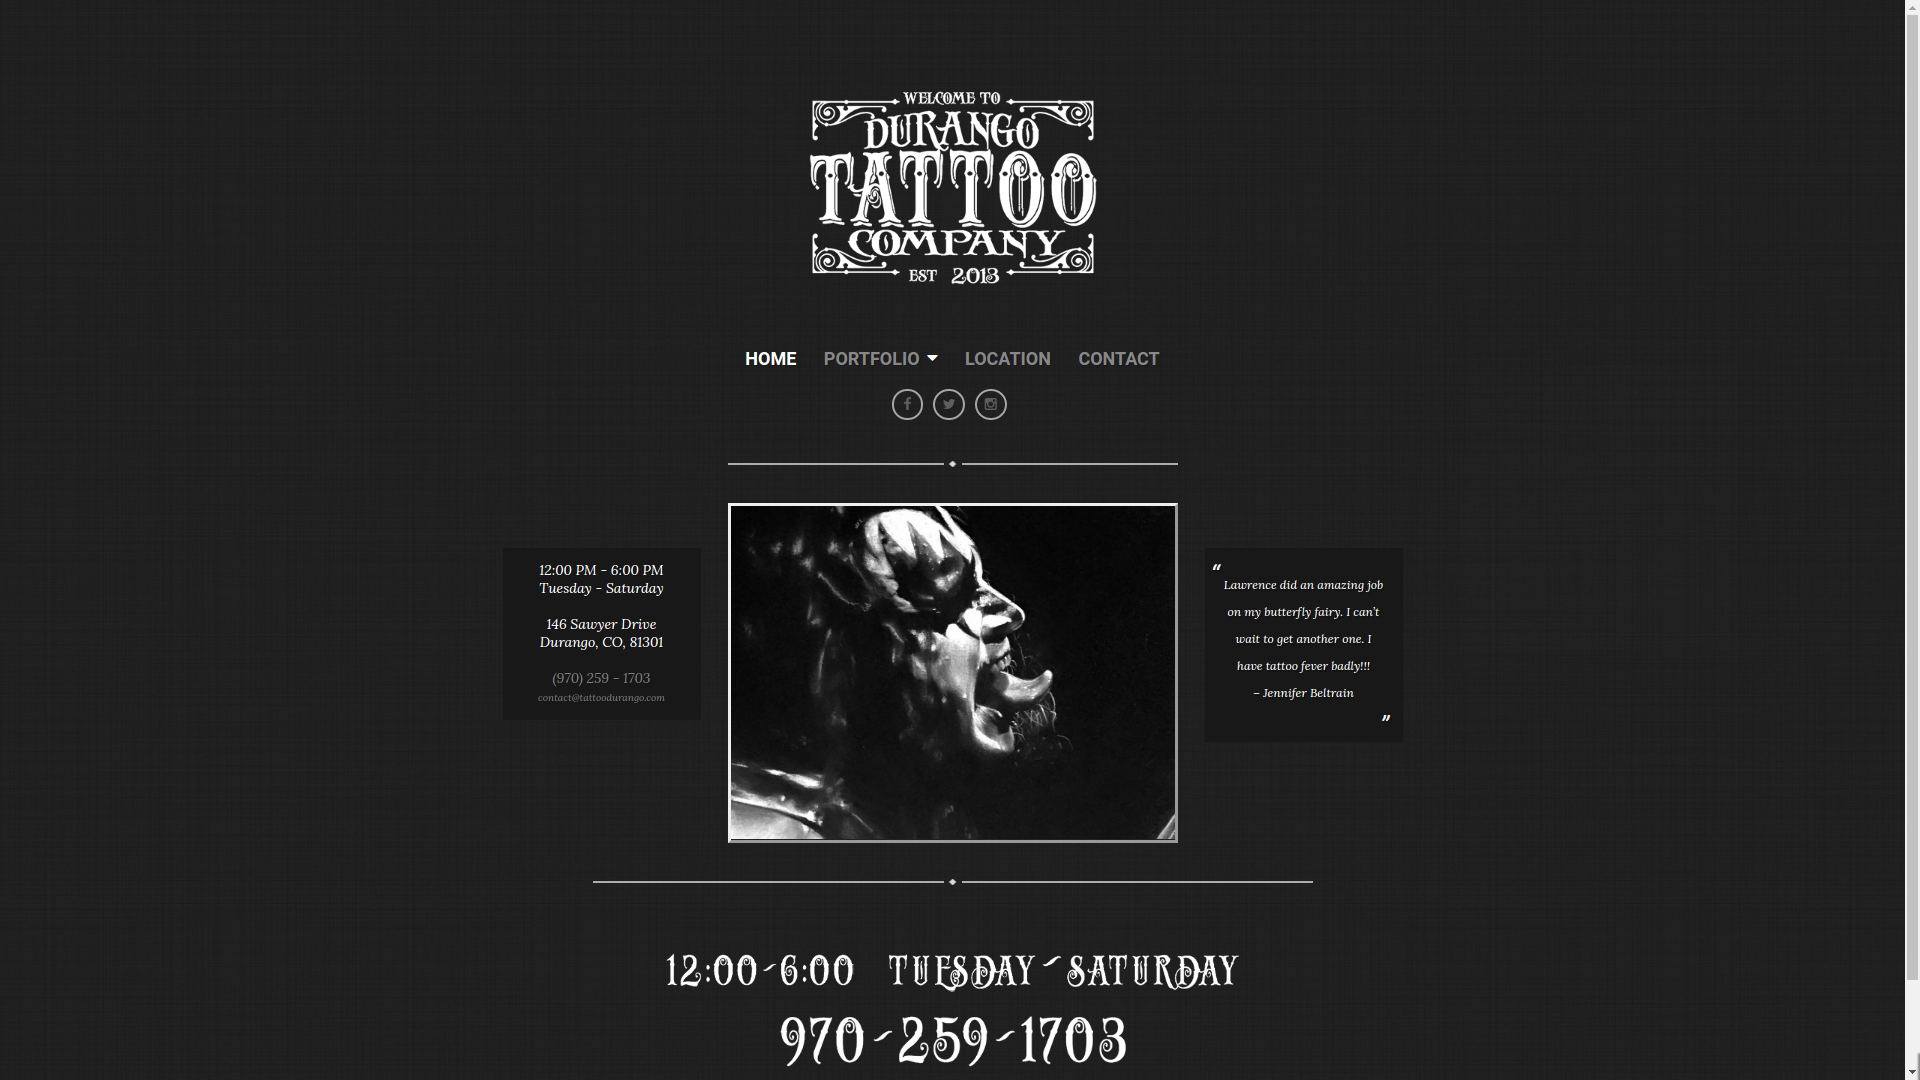 WELCOME TO
DURANGO
TATTOO
COMPANY
EST 2013
HOME PORTFOLIO LOCATION CONTACT
12:00 PM - 6:00 PM
Tuesday - Saturday
146 Sawyer Drive
Durango, CO, 81301
(970) 259 - 1703
contact@tattoodurango.com
“
Lawrence did an amazing job
on my butterfly fairy. I can’t
wait to get another one. I
have tattoo fever badly!!!
– Jennifer Beltrain
”
12:00-6:00 TUESDAY-SATURDAY
970-259-1703